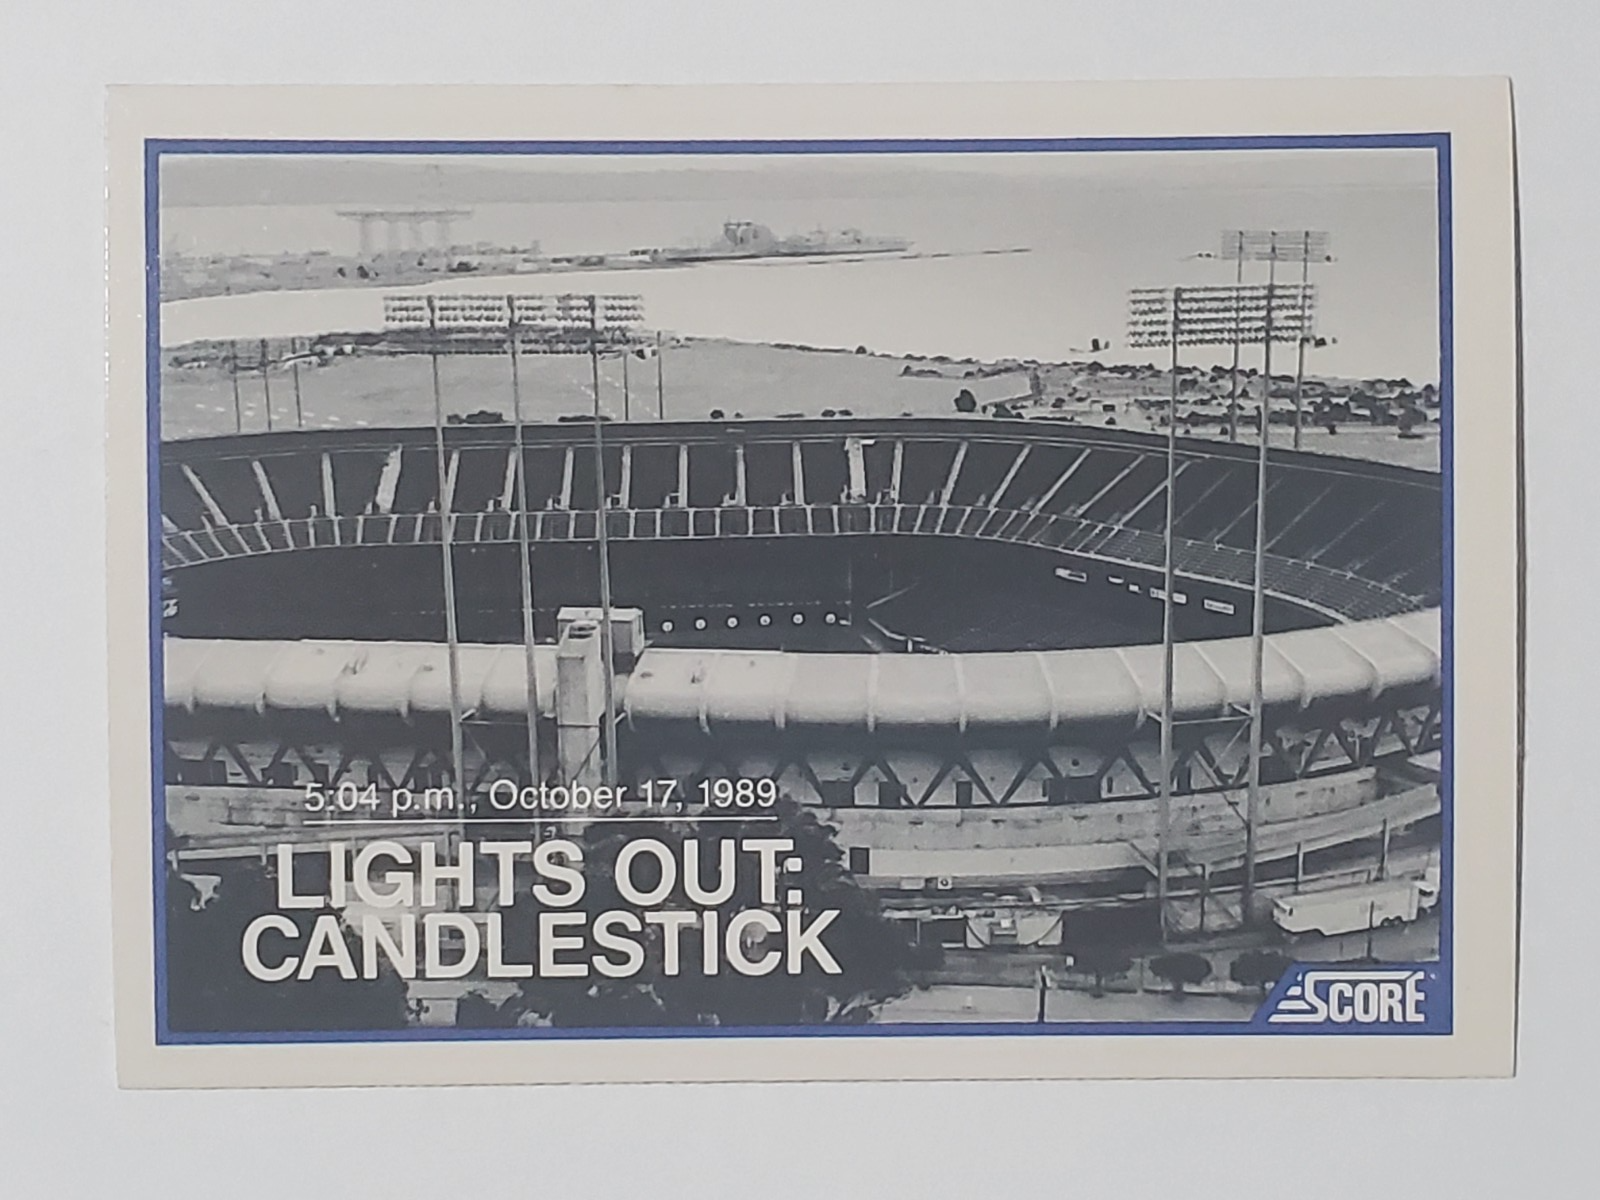 5:04 p.m., October 17, 1989
LIGHTS OUT:
CANDLESTICK
SCORE